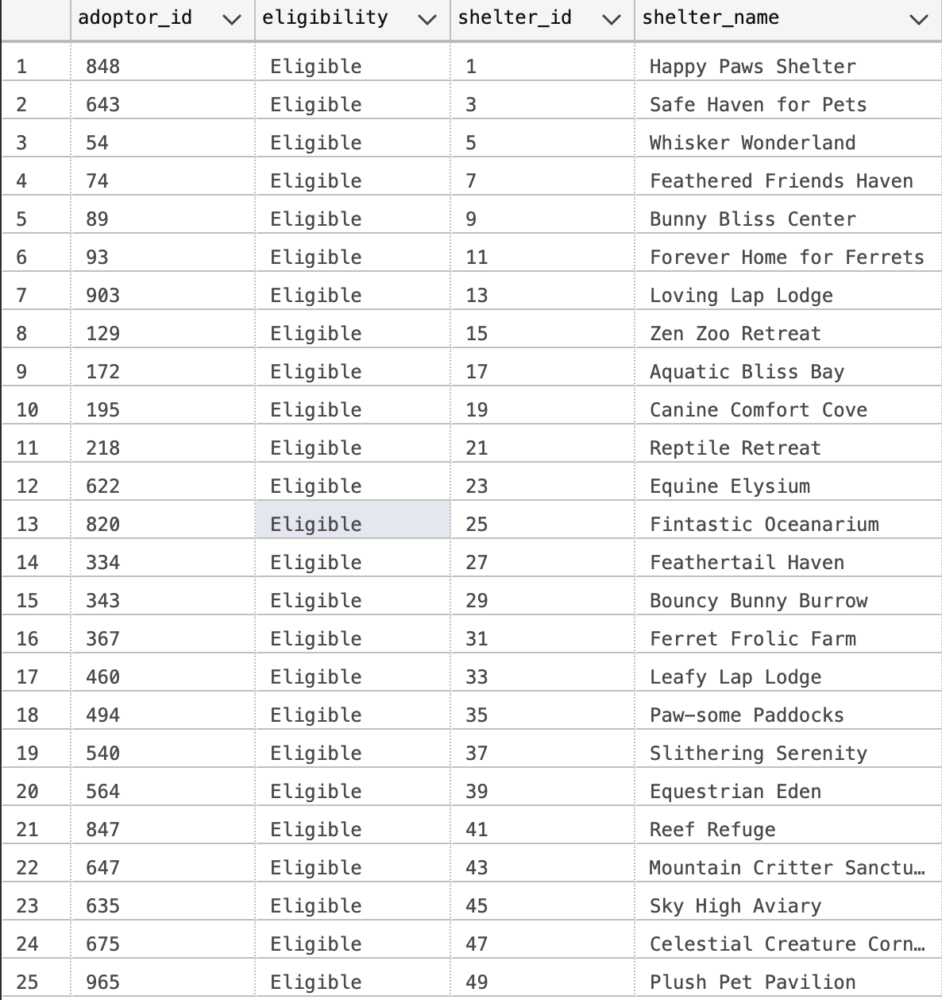 adoptor_id eligibility shelter_id shelter_name
1 848 Eligible 1 Happy Paws Shelter
2 643 Eligible 3 Safe Haven for Pets
3 54 Eligible 5 Whisker Wonderland
4 74 Eligible 7 Feathered Friends Haven
5 89 Eligible 9 Bunny Bliss Center
6 93 Eligible 11 Forever Home for Ferrets
7 903 Eligible 13 Loving Lap Lodge
8 129 Eligible 15 Zen Zoo Retreat
9 172 Eligible 17 Aquatic Bliss Bay
10 195 Eligible 19 Canine Comfort Cove
11 218 Eligible 21 Reptile Retreat
12 622 Eligible 23 Equine Elysium
13 820 Eligible 25 Fintastic Oceanarium
14 334 Eligible 27 Feathertail Haven
15 343 Eligible 29 Bouncy Bunny Burrow
16 367 Eligible 31 Ferret Frolic Farm
17 460 Eligible 33 Leafy Lap Lodge
18 494 Eligible 35 Paw-some Paddocks
19 540 Eligible 37 Slithering Serenity
20 564 Eligible 39 Equestrian Eden
21 847 Eligible 41 Reef Refuge
22 647 Eligible 43 Mountain Critter Sanctu…
23 635 Eligible 45 Sky High Aviary
24 675 Eligible 47 Celestial Creature Corn…
25 965 Eligible 49 Plush Pet Pavilion